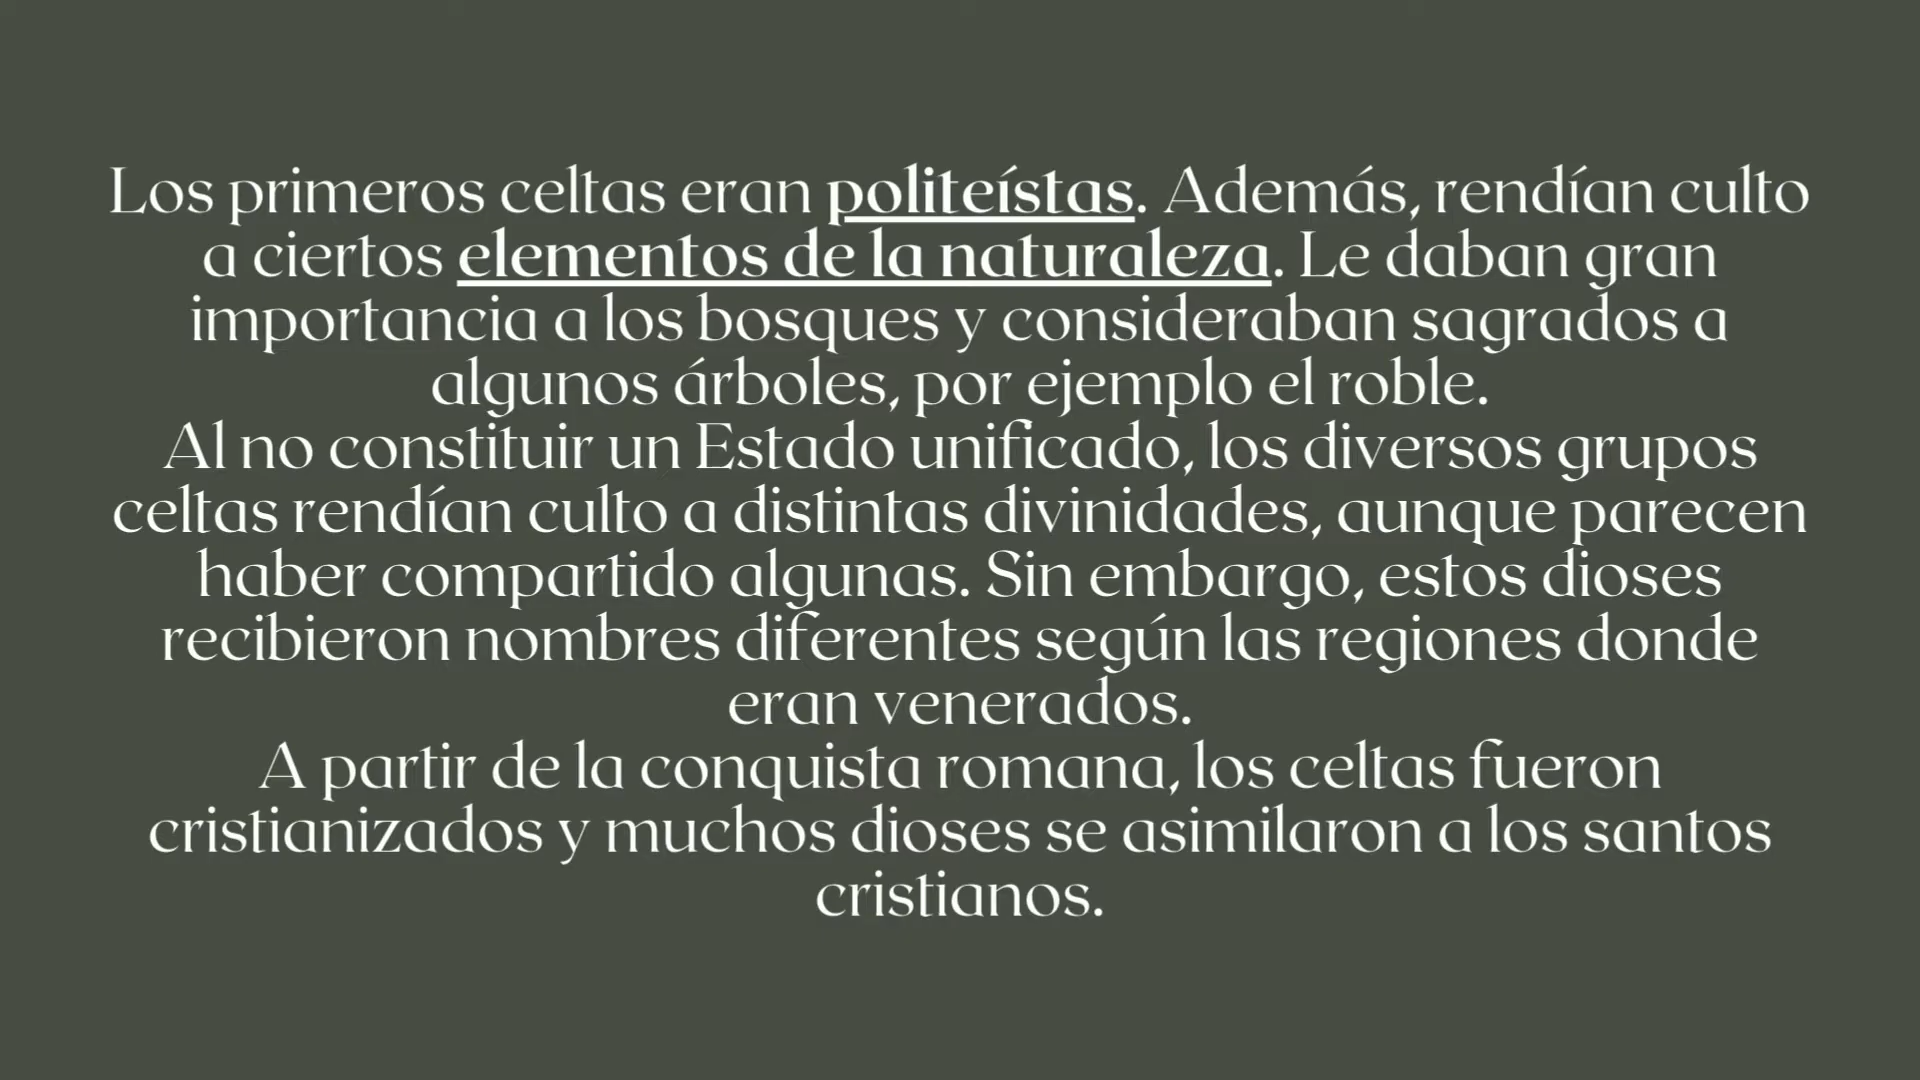 Los primeros celtas eran politeístas. Además, rendían culto
a ciertos elementos de la naturaleza. Le daban gran
importancia a los bosques y consideraban sagrados a
algunos árboles, por ejemplo el roble.
Al no constituir un Estado unificado, los diversos grupos
celtas rendían culto a distintas divinidades, aunque parecen
haber compartido algunas. Sin embargo, estos dioses
recibieron nombres diferentes según las regiones donde
eran venerados.
A partir de la conquista romana, los celtas fueron
cristianizados y muchos dioses se asimilaron a los santos
cristianos.